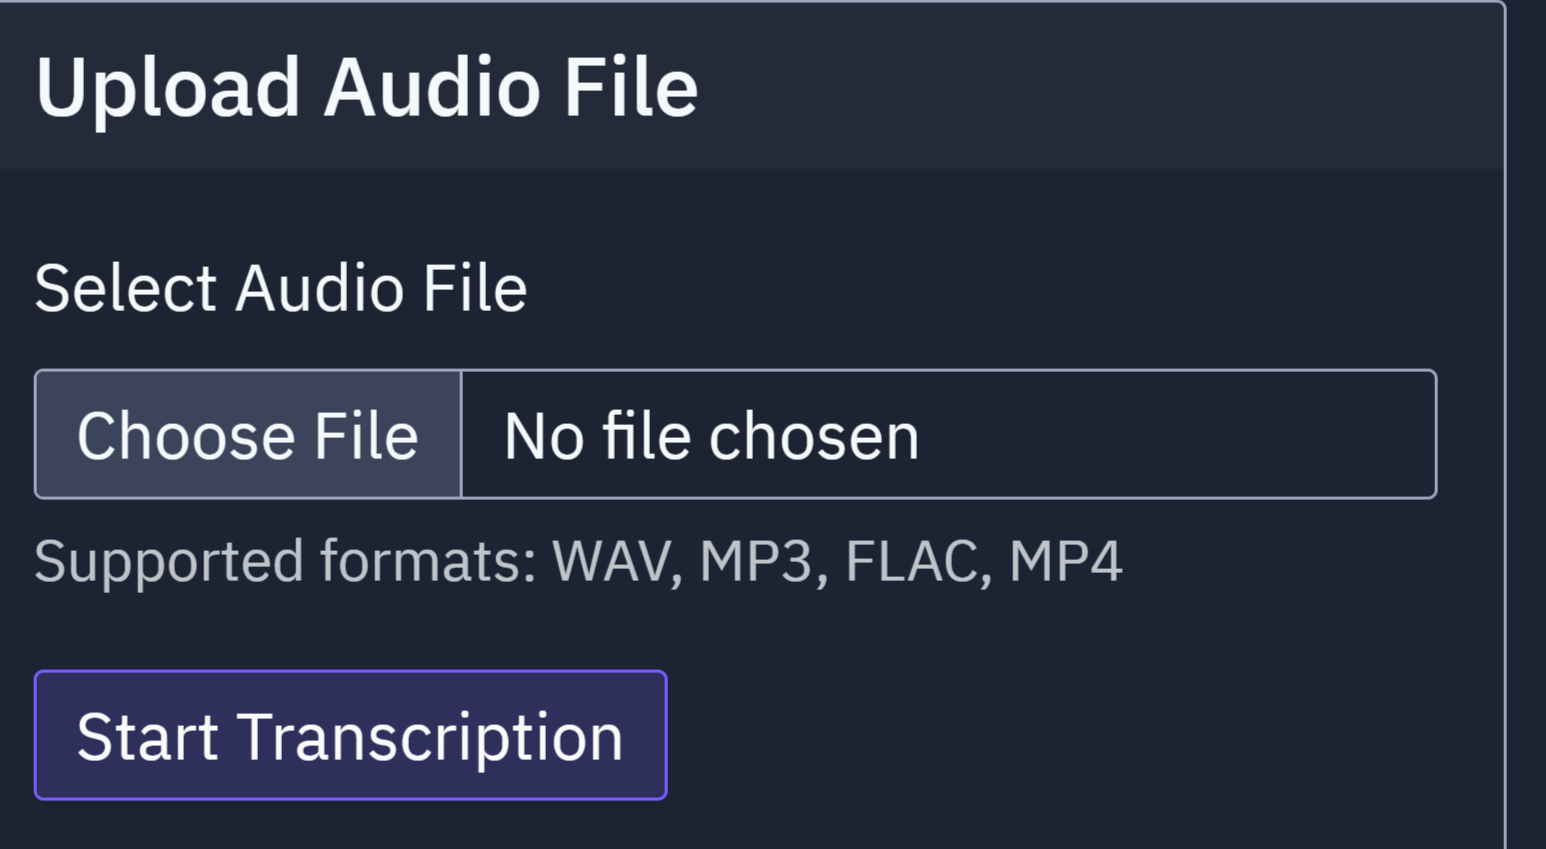 Upload Audio File
Select Audio File
Choose File No file chosen
Supported formats: WAV, MP3, FLAC, MP4
Start Transcription